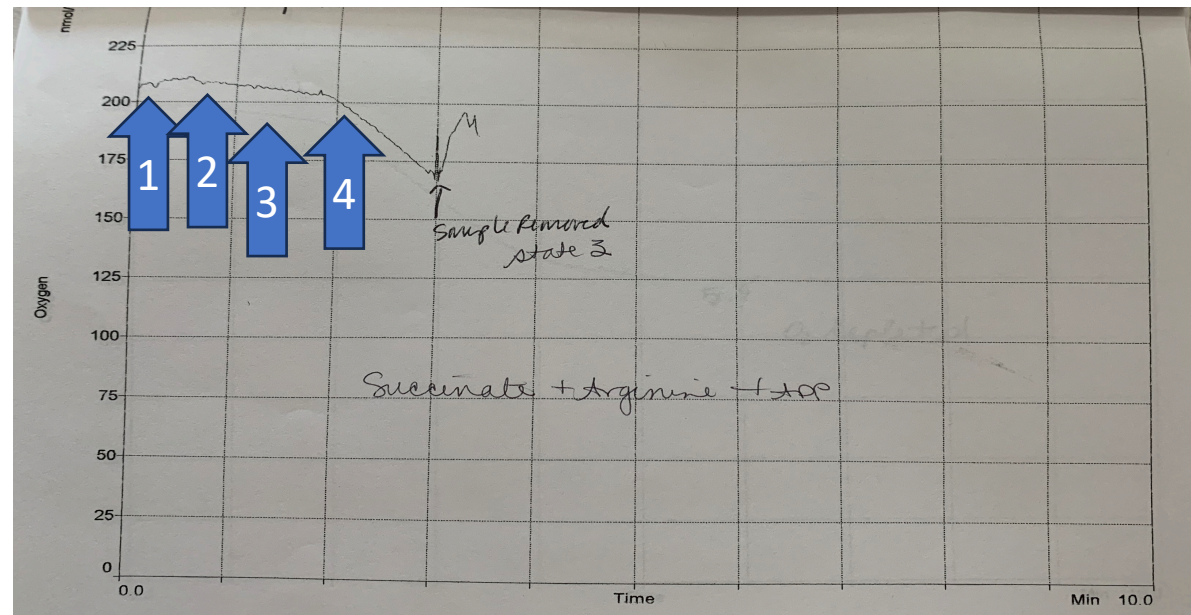 nmol/
225
200
175
150
125
100
75
50
25
0
Oxygen
1
2
3
4
Sample Removed
state 3
Succinate + Arginine + ADP
0.0
Time
Min 10.0